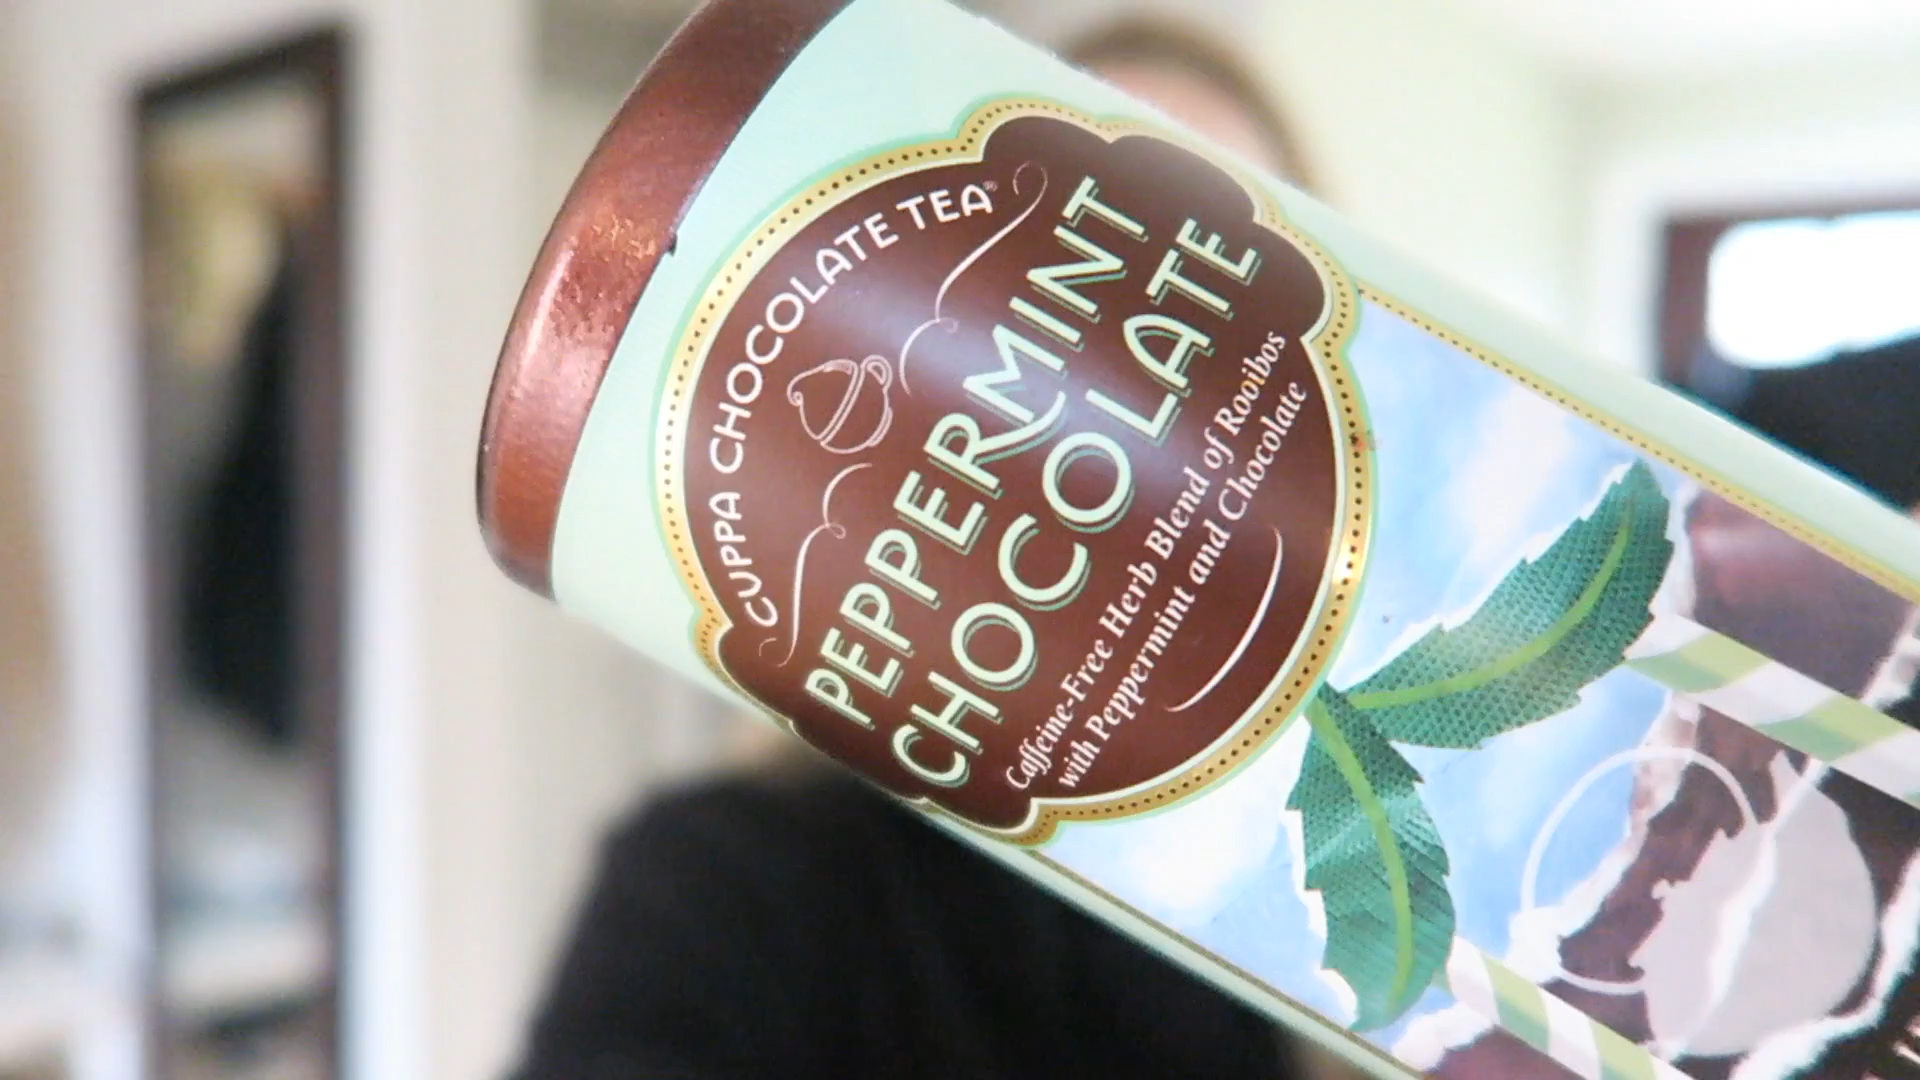 CUPPA CHOCOLATE TEA®
PEPPERMINT
CHOCOLATE
Caffeine-Free Herb Blend of Rooibos
with Peppermint and Chocolate